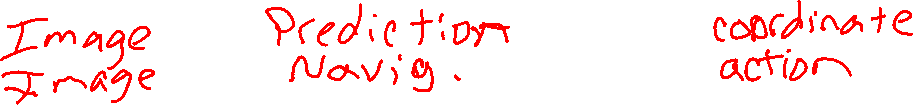 Image Prediction coordinate
Image Navig. action